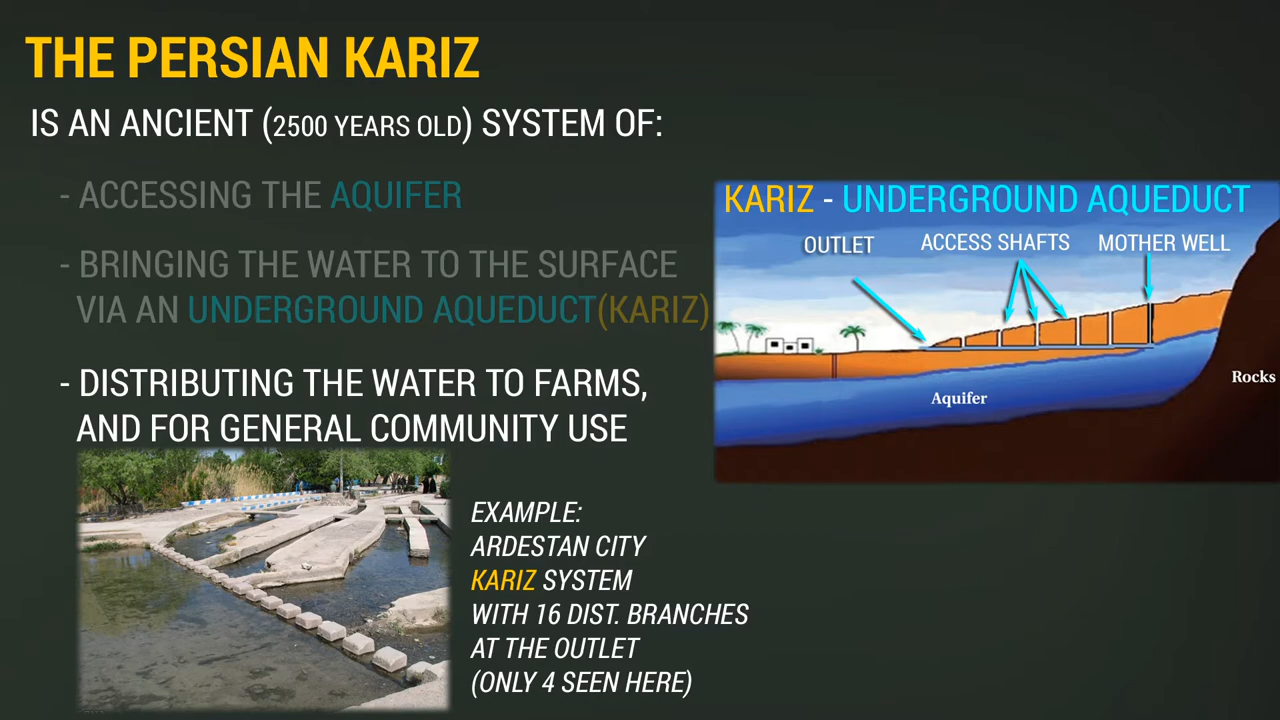 THE PERSIAN KARIZ
IS AN ANCIENT (2500 YEARS OLD) SYSTEM OF:
- ACCESSING THE AQUIFER
- BRINGING THE WATER TO THE SURFACE
VIA AN UNDERGROUND AQUEDUCT(KARIZ)
- DISTRIBUTING THE WATER TO FARMS,
AND FOR GENERAL COMMUNITY USE
EXAMPLE:
ARDESTAN CITY
KARIZ SYSTEM
WITH 16 DIST. BRANCHES
AT THE OUTLET
(ONLY 4 SEEN HERE)
KARIZ - UNDERGROUND AQUEDUCT
OUTLET ACCESS SHAFTS MOTHER WELL
Rocks
Aquifer